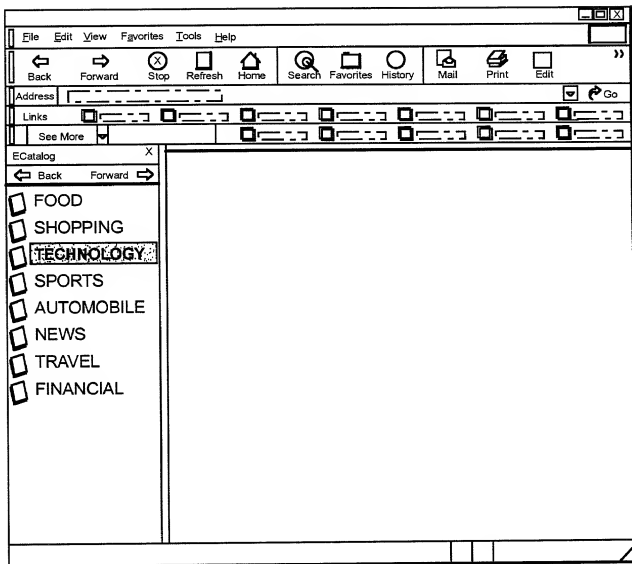 X
File Edit View Favorites Tools Help
Back Forward Stop Refresh Home Search Favorites History Mail Print Edit »
Address Go
Links
See More
ECatalog X
Back Forward
FOOD
SHOPPING
TECHNOLOGY
SPORTS
AUTOMOBILE
NEWS
TRAVEL
FINANCIAL